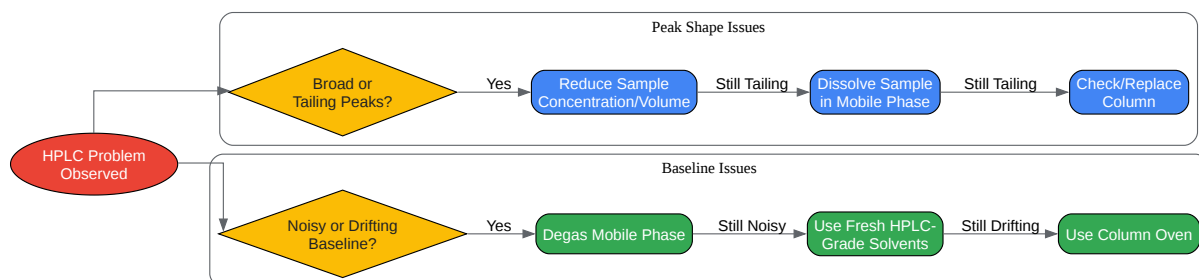 Peak Shape Issues
Broad or
Tailing Peaks?
Yes
Reduce Sample
Concentration/Volume
Still Tailing
Dissolve Sample
in Mobile Phase
Still Tailing
Check/Replace
Column
HPLC Problem
Observed
Baseline Issues
Noisy or Drifting
Baseline?
Yes
Degas Mobile Phase
Still Noisy
Use Fresh HPLC-
Grade Solvents
Still Drifting
Use Column Oven